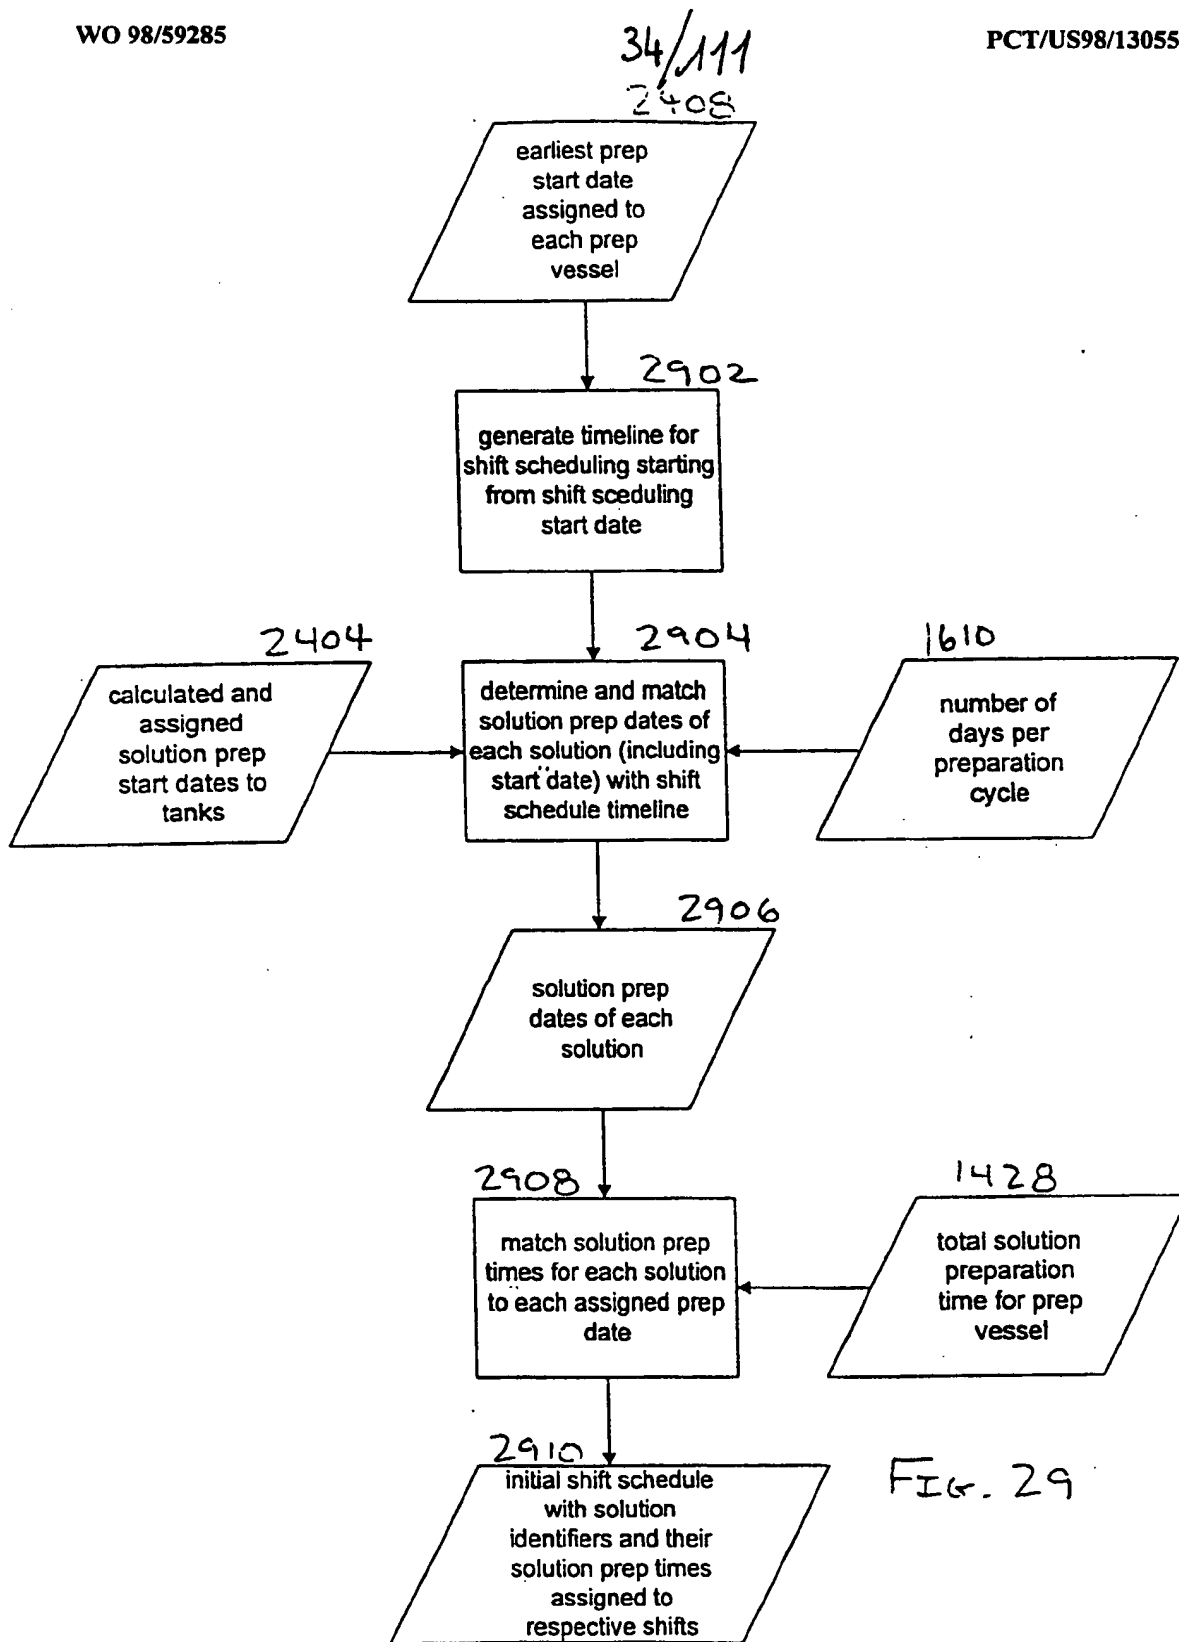 WO 98/59285
34/111
PCT/US98/13055
2408
earliest prep
start date
assigned to
each prep
vessel
2902
generate timeline for
shift scheduling starting
from shift sceduling
start date
2404
calculated and
assigned
solution prep
start dates to
tanks
2904
determine and match
solution prep dates of
each solution (including
start date) with shift
schedule timeline
1610
number of
days per
preparation
cycle
2906
solution prep
dates of each
solution
2908
match solution prep
times for each solution
to each assigned prep
date
1428
total solution
preparation
time for prep
vessel
2910
initial shift schedule
with solution
identifiers and their
solution prep times
assigned to
respective shifts
FIG. 29